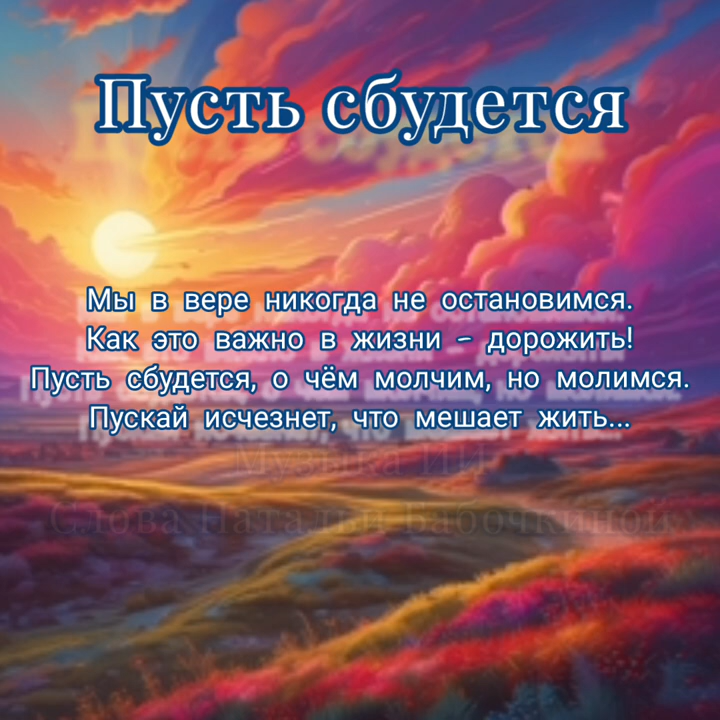 Пусть сбудется
Мы в вере никогда не остановимся.
Как это важно в жизни - дорожить!
Пусть сбудется, о чём молчим, но молимся.
Пускай исчезнет, что мешает жить...
Музыка ИИ
Слова Натальи Бабочкиной